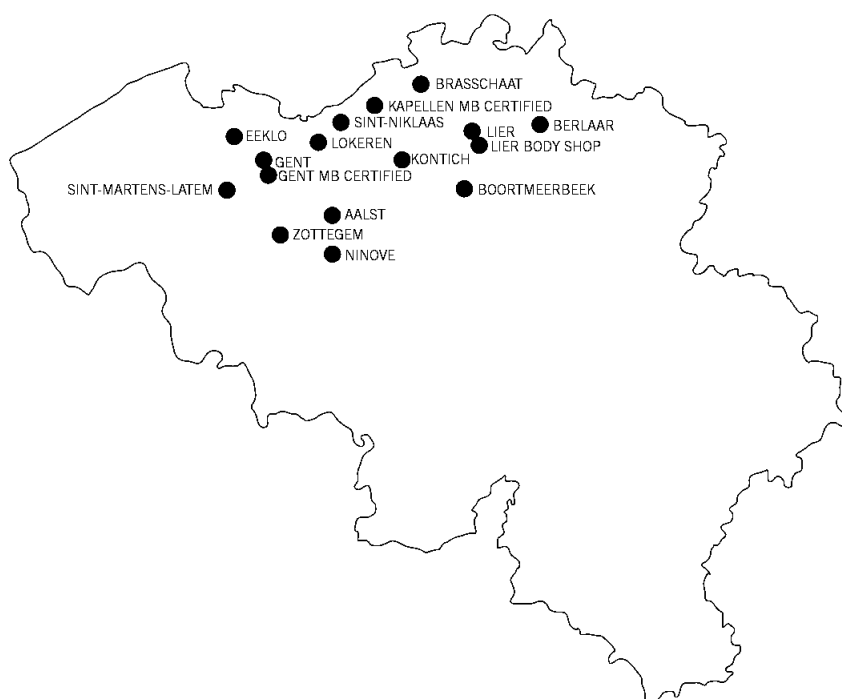 BRASSCHAAT
KAPELLEN MB CERTIFIED
SINT-NIKLAAS
BERLAAR
LIER
EEKLO
LOKEREN
LIER BODY SHOP
GENT
KONTICH
GENT MB CERTIFIED
SINT-MARTENS-LATEM
BOORTMEERBEEK
AALST
ZOTTEGEM
NINOVE